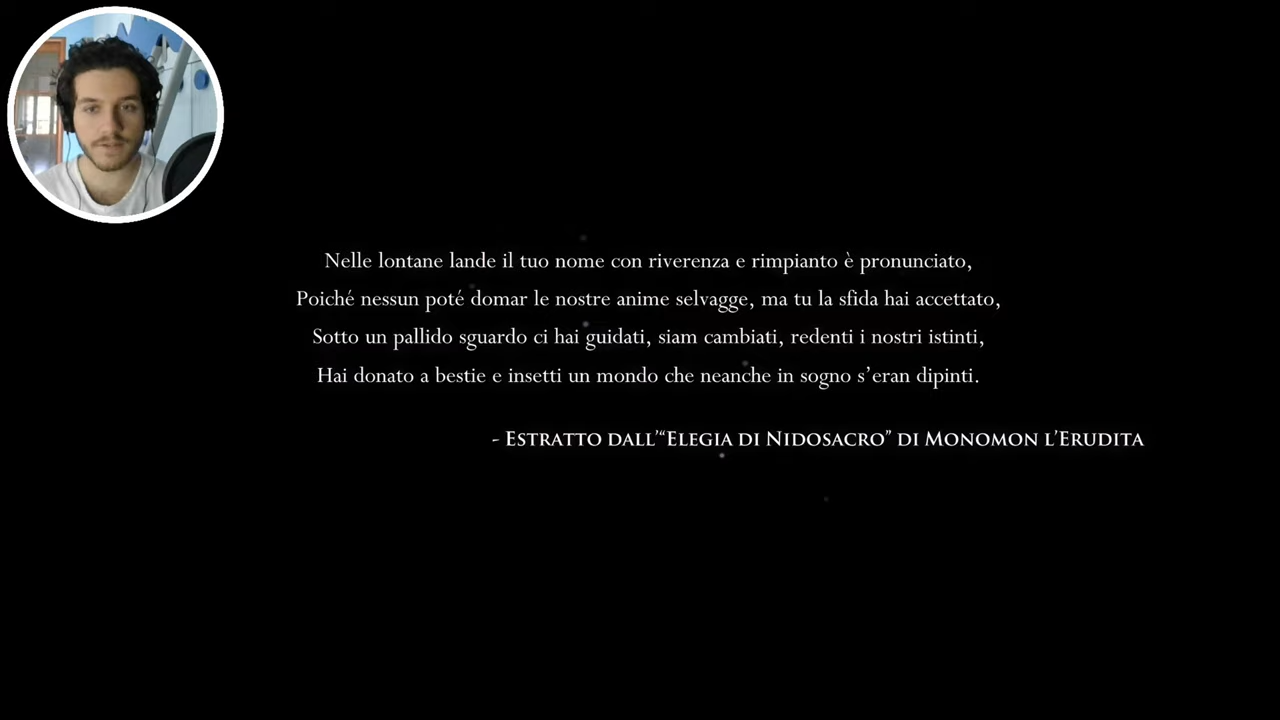 Nelle lontane lande il tuo nome con riverenza e rimpianto è pronunciato,
Poiché nessun poté domar le nostre anime selvagge, ma tu la sfida hai accettato,
Sotto un pallido sguardo ci hai guidati, siam cambiati, redenti i nostri istinti,
Hai donato a bestie e insetti un mondo che neanche in sogno s’eran dipinti.
- Estratto dall’“Elegia di Nidosacro” di Monomon l’Erudita